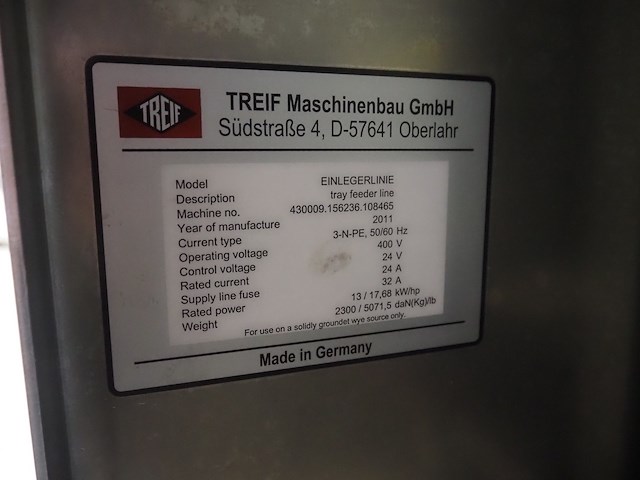 TREIF
TREIF Maschinenbau GmbH
Südstraße 4, D-57641 Oberlahr
Model EINLEGERLINIE
Description tray feeder line
Machine no. 430009.156236.108465
Year of manufacture 2011
Current type 3-N-PE, 50/60 Hz
Operating voltage 400 V
Control voltage 24 V
Rated current 24 A
Supply line fuse 32 A
Rated power 13 / 17,68 kW/hp
Weight 2300 / 5071,5 daN(Kg)/lb
For use on a solidly groundet wye source only.
Made in Germany